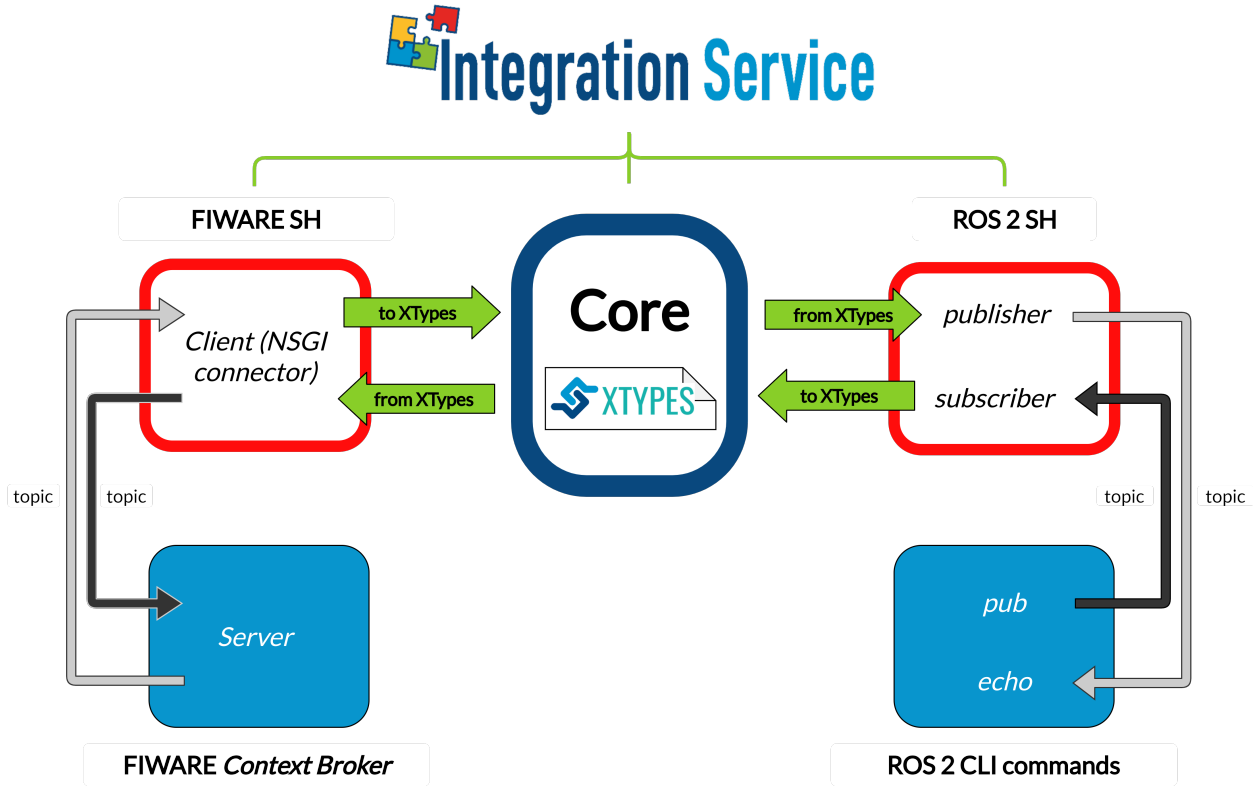 Integration Service
FIWARE SH
ROS 2 SH
Client (NSGI
connector)
to XTypes
from XTypes
Core
XTYPES
from XTypes
to XTypes
publisher
subscriber
topic
topic
topic
topic
Server
pub
echo
FIWARE Context Broker
ROS 2 CLI commands